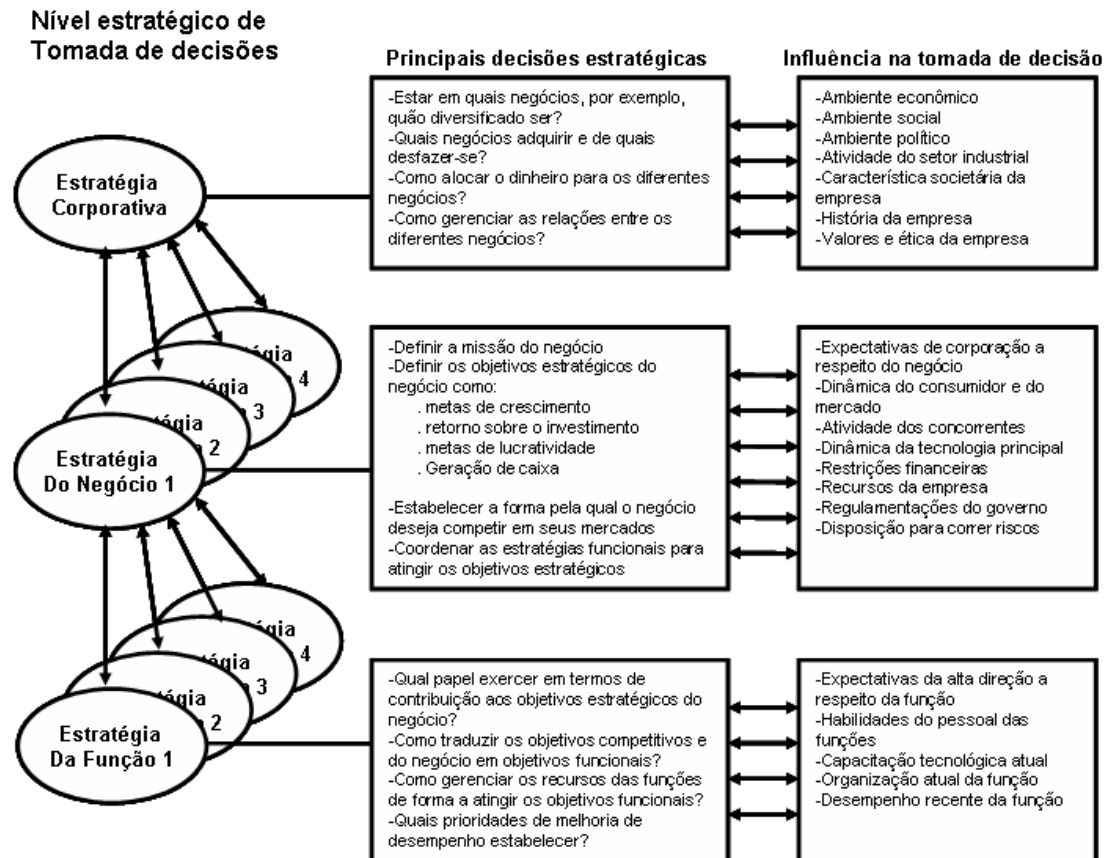 Nível estratégico de
Tomada de decisões
Principais decisões estratégicas
Influência na tomada de decisão
Estratégia
Corporativa
-Estar em quais negócios, por exemplo,
quão diversificado ser?
-Quais negócios adquirir e de quais
desfazer-se?
-Como alocar o dinheiro para os diferentes
negócios?
-Como gerenciar as relações entre os
diferentes negócios?
-Ambiente econômico
-Ambiente social
-Ambiente político
-Atividade do setor industrial
-Característica societária da
empresa
-História da empresa
-Valores e ética da empresa
4
3
2
Estratégia
Do Negócio 1
-Definir a missão do negócio
-Definir os objetivos estratégicos do
negócio como:
. metas de crescimento
. retorno sobre o investimento
. metas de lucratividade
. Geração de caixa
-Estabelecer a forma pela qual o negócio
deseja competir em seus mercados
-Coordenar as estratégias funcionais para
atingir os objetivos estratégicos
-Expectativas de corporação a
respeito do negócio
-Dinâmica do consumidor e do
mercado
-Atividade dos concorrentes
-Dinâmica da tecnologia principal
-Restrições financeiras
-Recursos da empresa
-Regulamentações do governo
-Disposição para correr riscos
4
3
2
Estratégia
Da Função 1
-Qual papel exercer em termos de
contribuição aos objetivos estratégicos do
negócio?
-Como traduzir os objetivos competitivos e
do negócio em objetivos funcionais?
-Como gerenciar os recursos das funções
de forma a atingir os objetivos funcionais?
-Quais prioridades de melhoria de
desempenho estabelecer?
-Expectativas da alta direção a
respeito da função
-Habilidades do pessoal das
funções
-Capacitação tecnológica atual
-Organização atual da função
-Desempenho recente da função